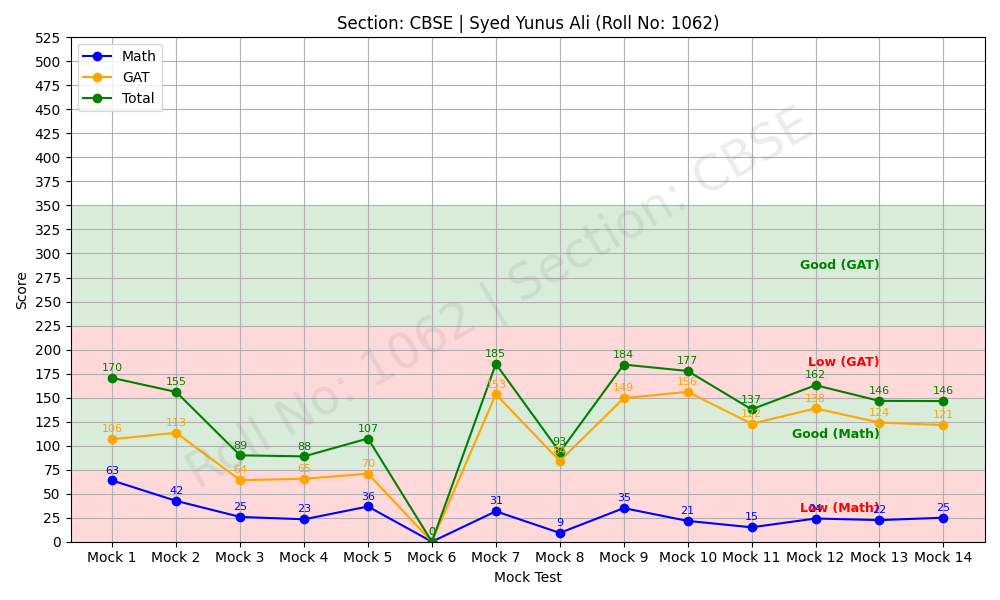 Section: CBSE | Syed Yunus Ali (Roll No: 1062)
Math
GAT
Total
525
500
475
450
425
400
375
350
325
300
275
250
225
200
175
150
125
100
75
50
25
0
Score
Roll No: 1062 | Section: CBSE
Good (GAT)
Low (GAT)
Good (Math)
Low (Math)
170 155 89 88 107 0 185 93 184 177 137 162 146 146
106 113 64 65 70 153 149 156 122 138 124 121
63 42 25 23 36 31 9 35 21 15 24 22 25
Mock 1 Mock 2 Mock 3 Mock 4 Mock 5 Mock 6 Mock 7 Mock 8 Mock 9 Mock 10 Mock 11 Mock 12 Mock 13 Mock 14
Mock Test